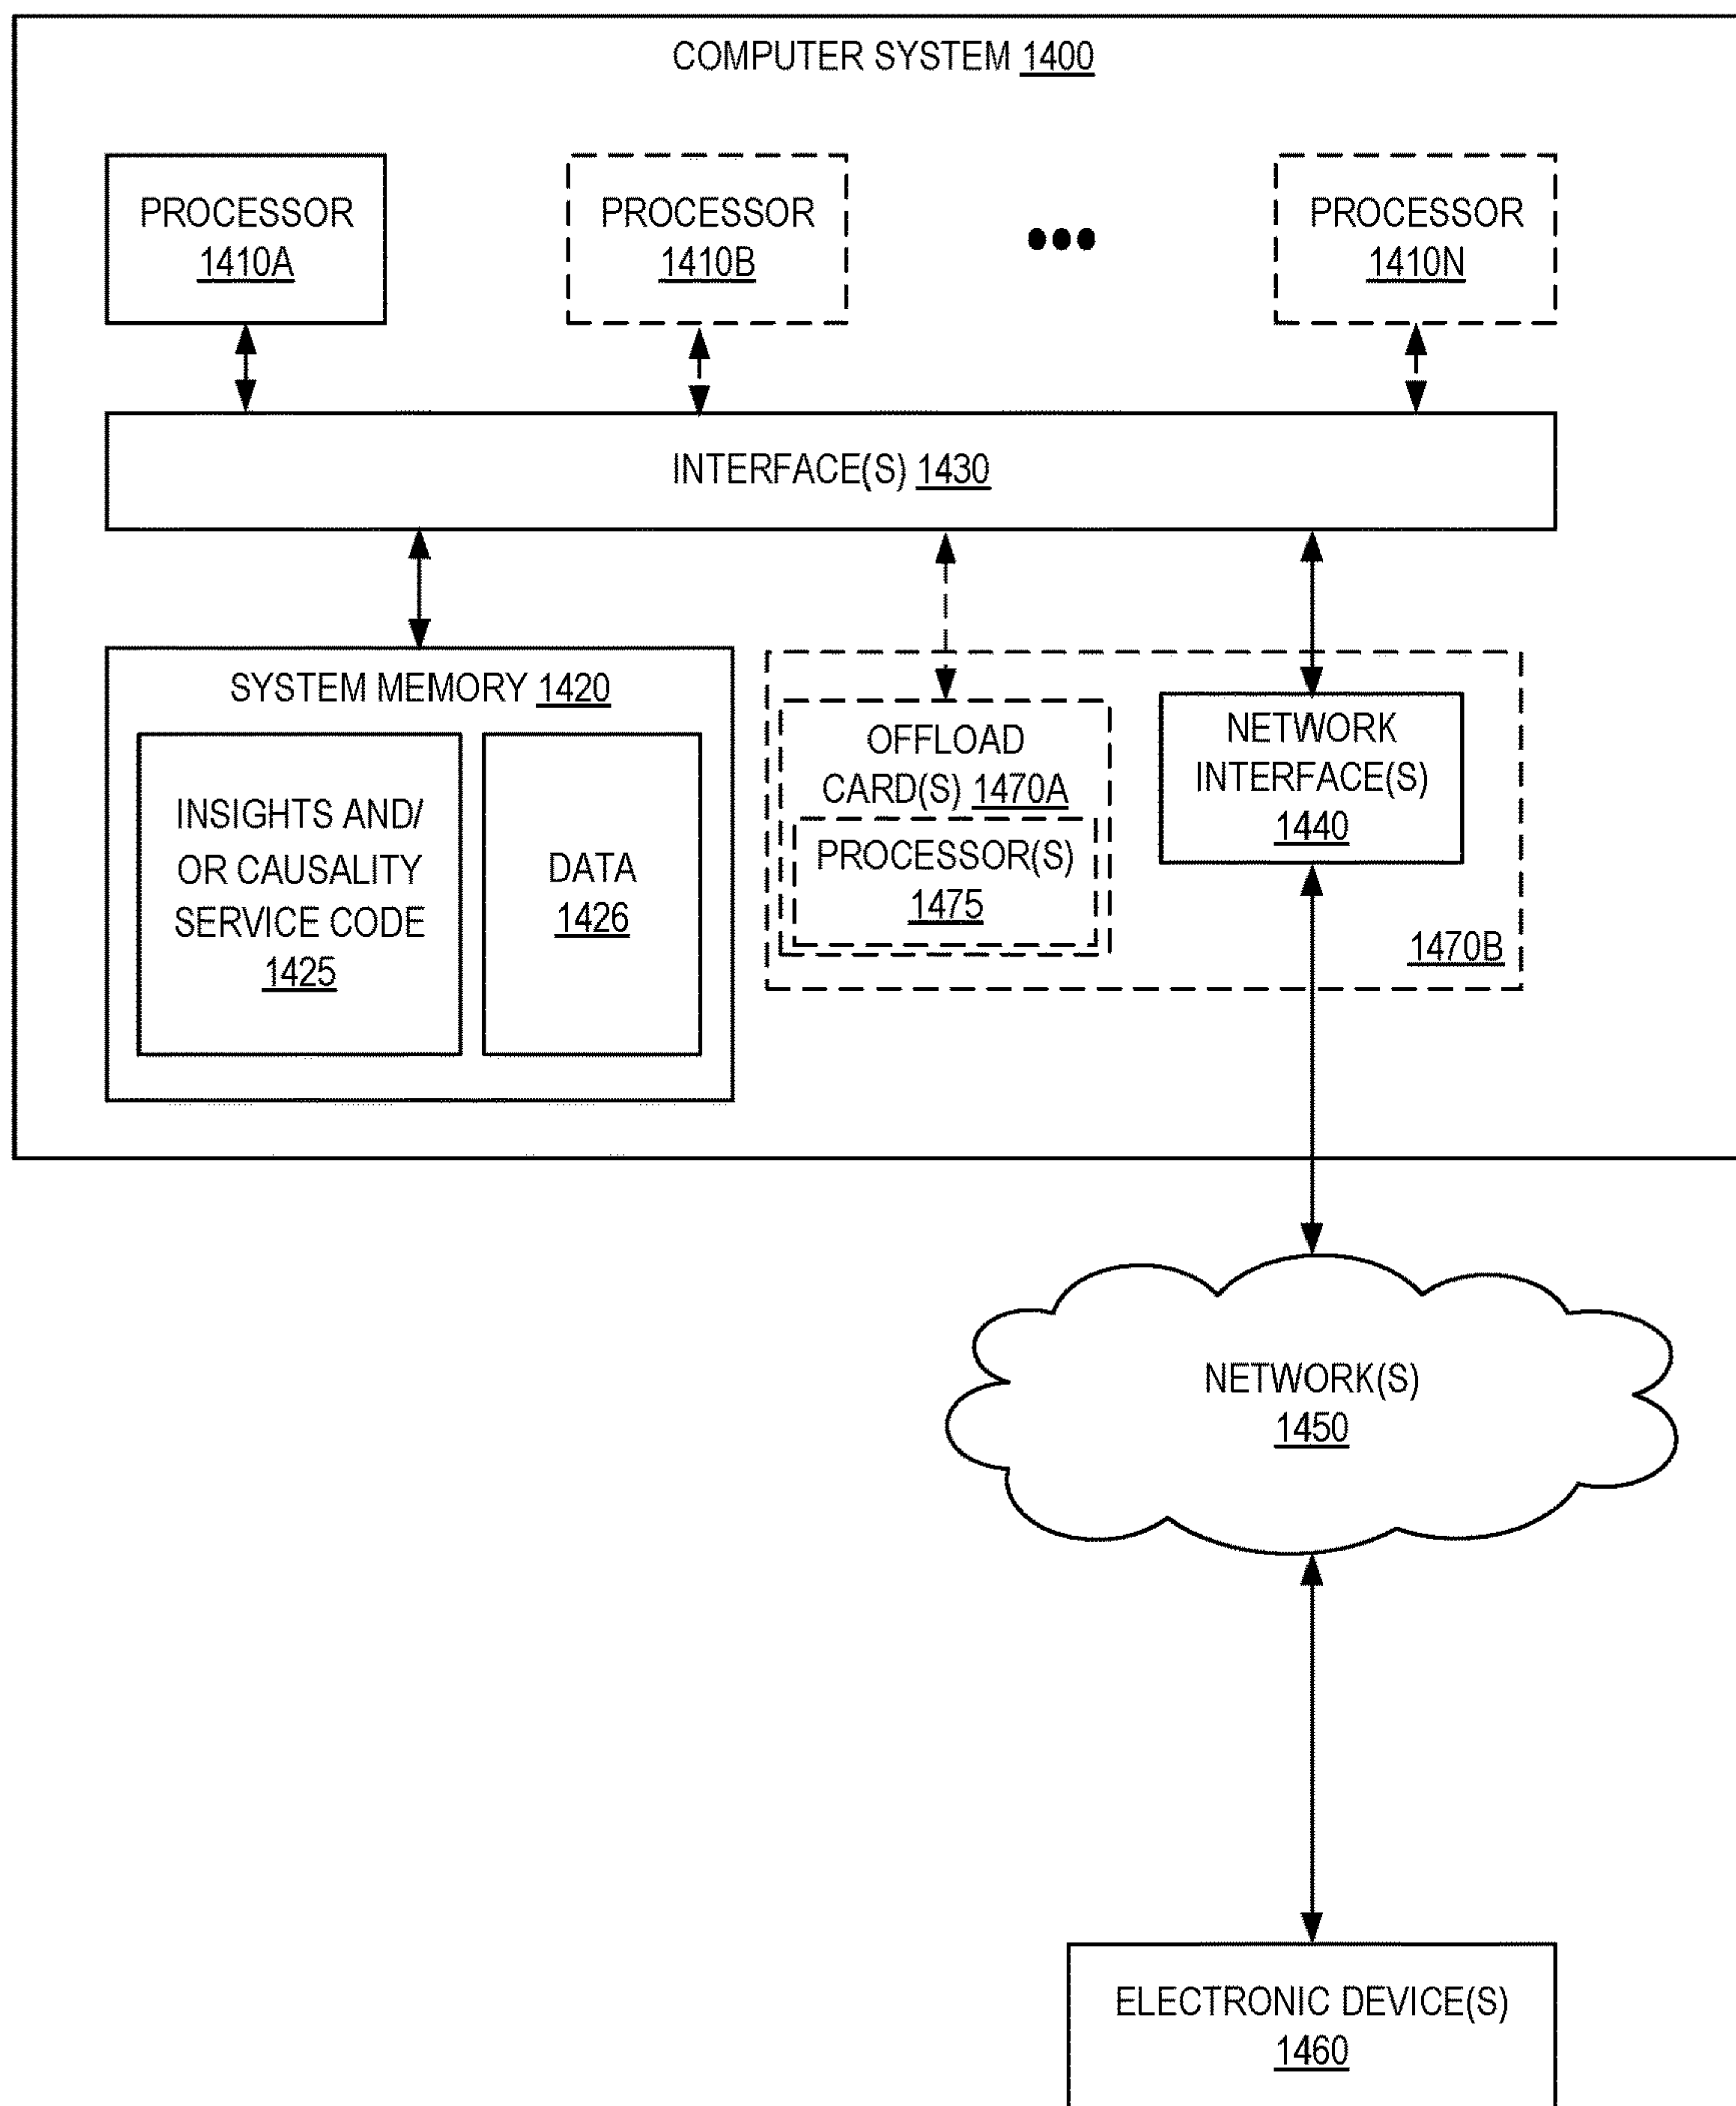 COMPUTER SYSTEM 1400
PROCESSOR
1410A
PROCESSOR
1410B
PROCESSOR
1410N
INTERFACE(S) 1430
SYSTEM MEMORY 1420
INSIGHTS AND/
OR CAUSALITY
SERVICE CODE
1425
DATA
1426
OFFLOAD
CARD(S) 1470A
PROCESSOR(S)
1475
NETWORK
INTERFACE(S)
1440
1470B
NETWORK(S)
1450
ELECTRONIC DEVICE(S)
1460